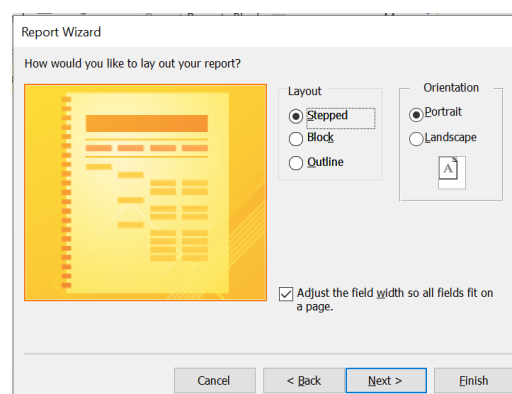 Report Wizard
How would you like to lay out your report?
Layout
Stepped
Block
Outline
Orientation
Portrait
Landscape
A
Adjust the field width so all fields fit on
a page.
Cancel
< Back
Next >
Finish